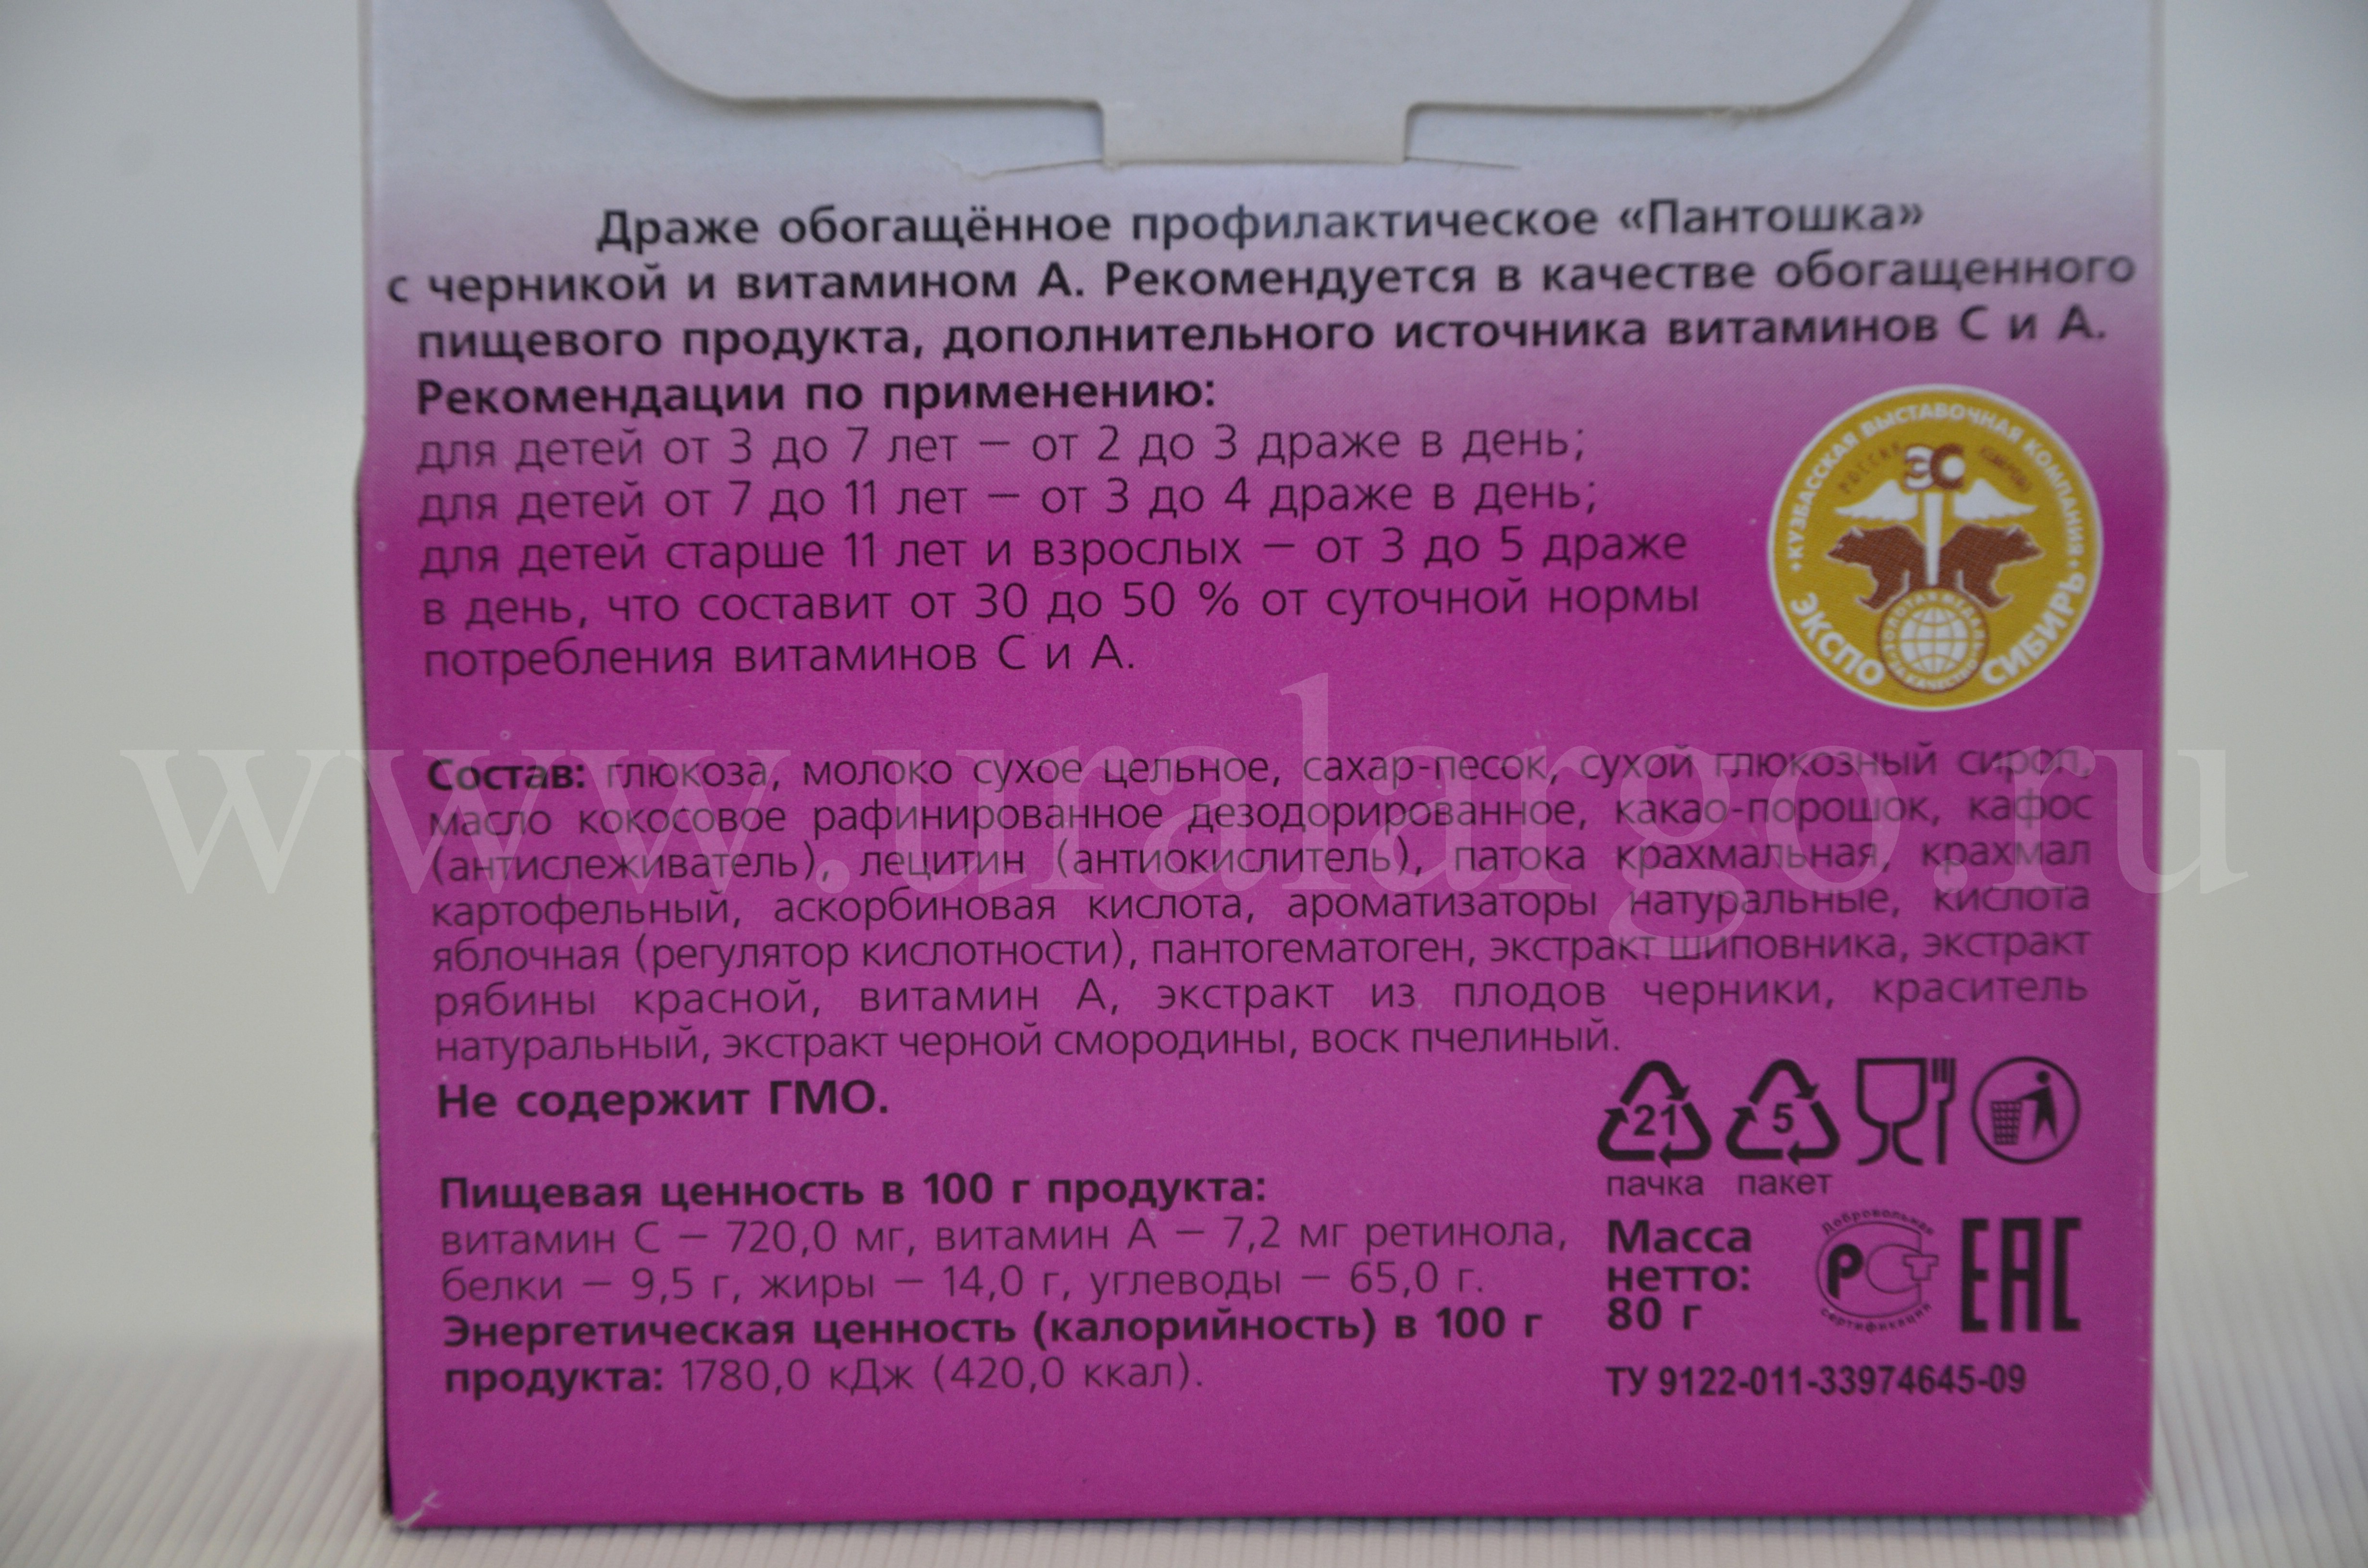 Драже обогащённое профилактическое «Пантошка»
с черникой и витамином А. Рекомендуется в качестве обогащенного
пищевого продукта, дополнительного источника витаминов С и А.
Рекомендации по применению:
для детей от 3 до 7 лет — от 2 до 3 драже в день;
для детей от 7 до 11 лет — от 3 до 4 драже в день;
для детей старше 11 лет и взрослых — от 3 до 5 драже
в день, что составит от 30 до 50 % от суточной нормы
потребления витаминов С и А.
•КУЗБАССКАЯ ВЫСТАВОЧНАЯ КОМПАНИЯ•
РОССИЯ
ЭС
ЭКСПО СИБИРЬ
www.uralargo.ru
Состав: глюкоза, молоко сухое цельное, сахар-песок, сухой глюкозный сироп,
масло кокосовое рафинированное дезодорированное, какао-порошок, кафос
(антислеживатель), лецитин (антиокислитель), патока крахмальная, крахмал
картофельный, аскорбиновая кислота, ароматизаторы натуральные, кислота
яблочная (регулятор кислотности), пантогематоген, экстракт шиповника, экстракт
рябины красной, витамин А, экстракт из плодов черники, краситель
натуральный, экстракт черной смородины, воск пчелиный.
Не содержит ГМО.
21 5
пачка пакет
Пищевая ценность в 100 г продукта:
витамин С — 720,0 мг, витамин А — 7,2 мг ретинола,
белки — 9,5 г, жиры — 14,0 г, углеводы — 65,0 г.
Энергетическая ценность (калорийность) в 100 г
продукта: 1780,0 кДж (420,0 ккал).
Масса
нетто:
80 г
Добровольная
РСТ
сертификация
ЕАС
ТУ 9122-011-33974645-09